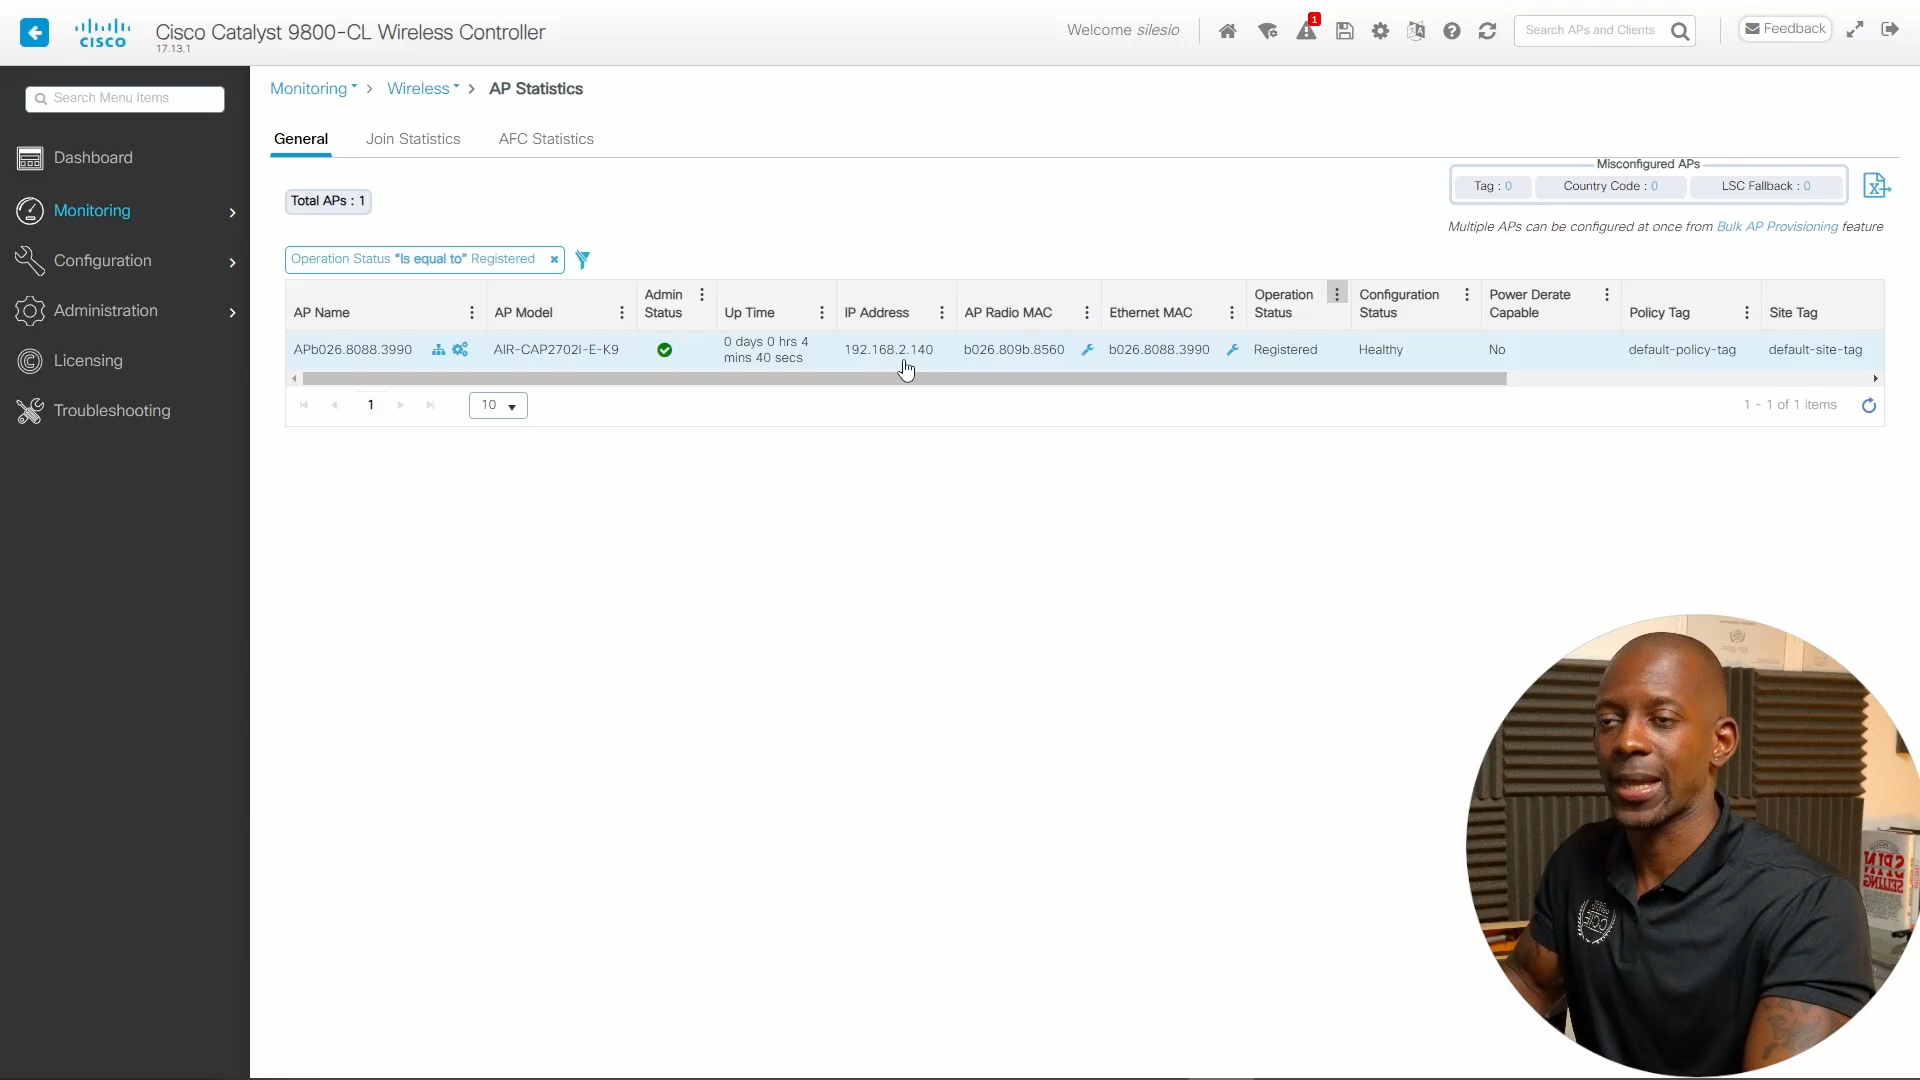 CISCO
Cisco Catalyst 9800-CL Wireless Controller
17.13.1
Welcome silesio
1
Search APs and Clients
Feedback
Search Menu Items
Dashboard
Monitoring
Configuration
Administration
Licensing
Troubleshooting
Monitoring > Wireless > AP Statistics
General Join Statistics AFC Statistics
Misconfigured APs
Tag : 0 Country Code : 0 LSC Fallback : 0
Total APs : 1
Multiple APs can be configured at once from Bulk AP Provisioning feature
Operation Status "Is equal to" Registered ×
AP Name
AP Model
Admin Status
Up Time
IP Address
AP Radio MAC
Ethernet MAC
Operation Status
Configuration Status
Power Derate Capable
Policy Tag
Site Tag
APb026.8088.3990
AIR-CAP2702I-E-K9
0 days 0 hrs 4
mins 40 secs
192.168.2.140
b026.809b.8560
b026.8088.3990
Registered
Healthy
No
default-policy-tag
default-site-tag
1
10
1 - 1 of 1 items
SPIN
SELLING
CCIE